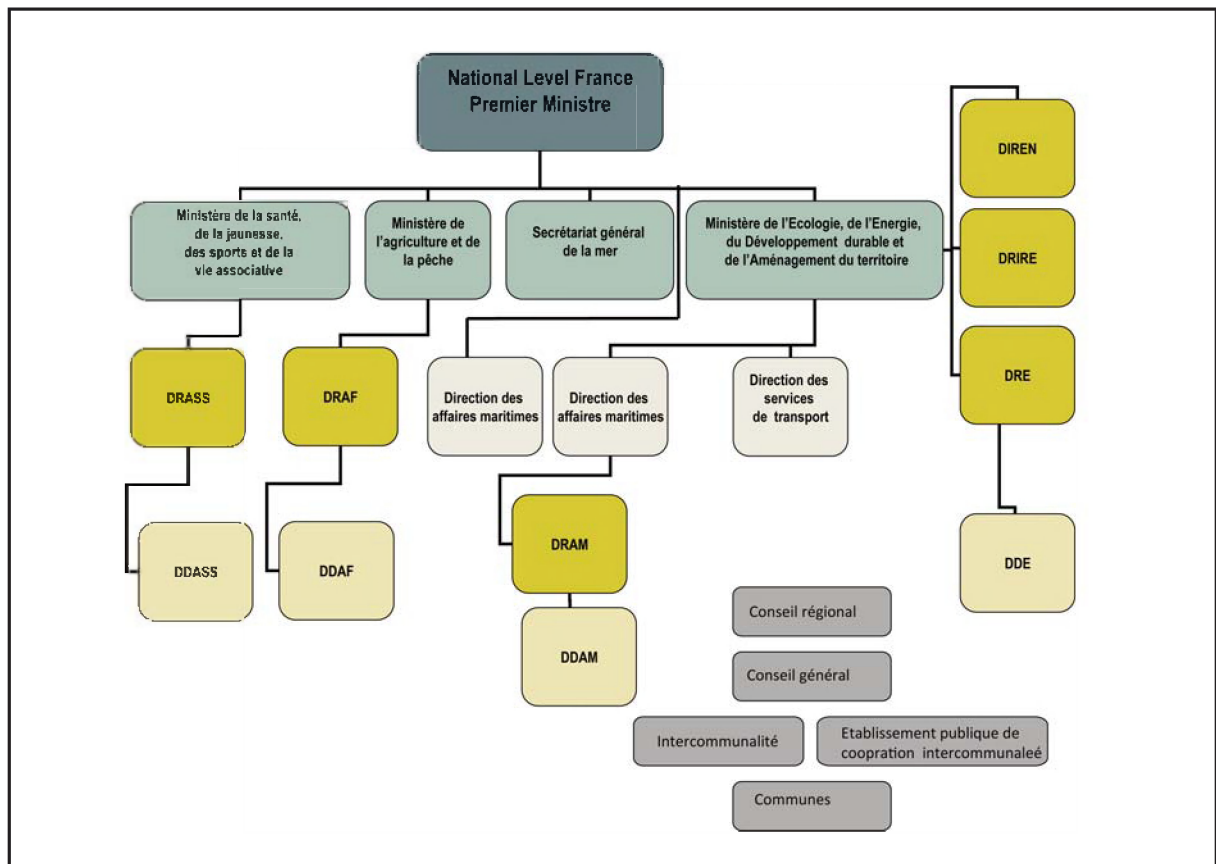 National Level France
Premier Ministre
DIREN
Ministère de la santé,
de la jeunesse,
des sports et de la
vie associative
Ministère de
l'agriculture et de
la pêche
Secrétariat général
de la mer
Ministère de l'Ecologie, de l'Energie,
du Développement durable et
de l'Aménagement du territoire
DRIRE
DRASS
DRAF
Direction des
affaires maritimes
Direction des
affaires maritimes
Direction des
services
de transport
DRE
DDASS
DDAF
DRAM
DDE
DDAM
Conseil régional
Conseil général
Intercommunalité
Etablissement publique de
coopration intercommunaleé
Communes